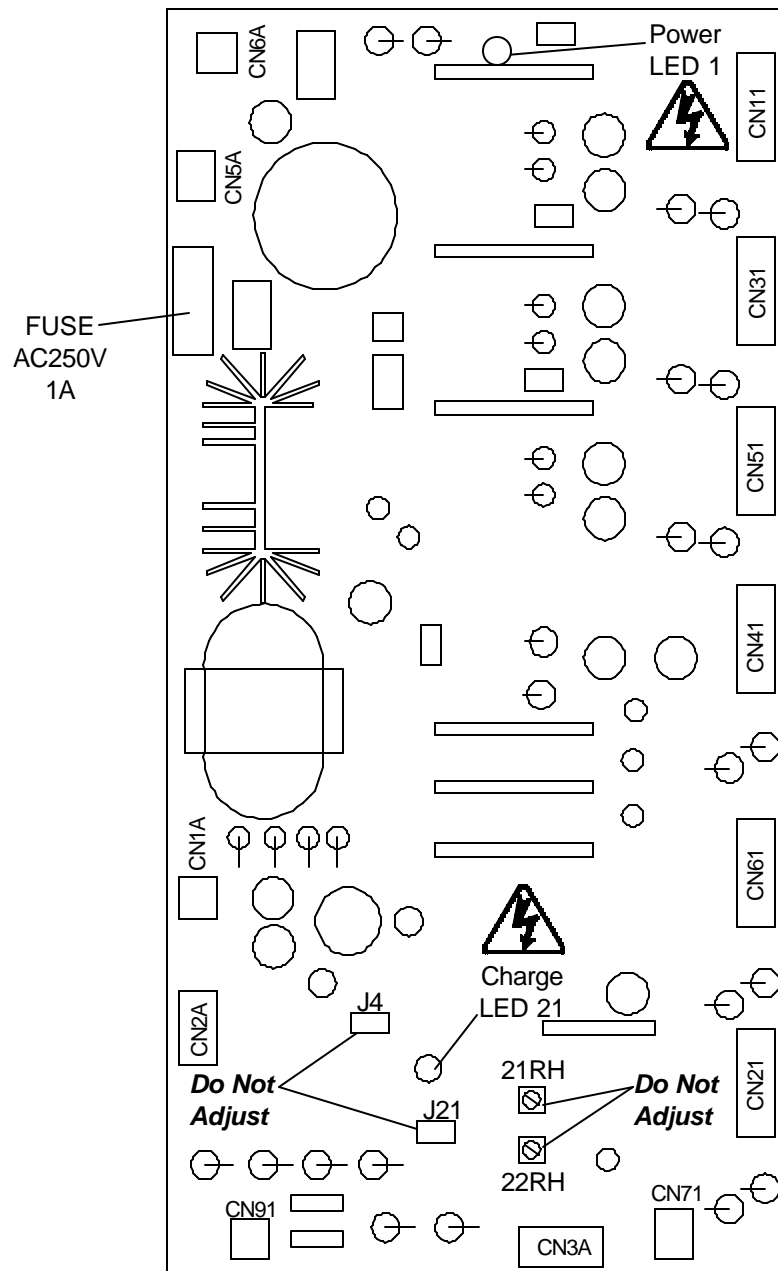 CN6A
Power
LED 1
CN11
CN5A
CN31
FUSE
AC250V
1A
CN51
CN41
CN1A
CN61
Charge
LED 21
CN2A
J4
Do Not
Adjust
21RH
Do Not
Adjust
CN21
J21
22RH
CN91
CN71
CN3A